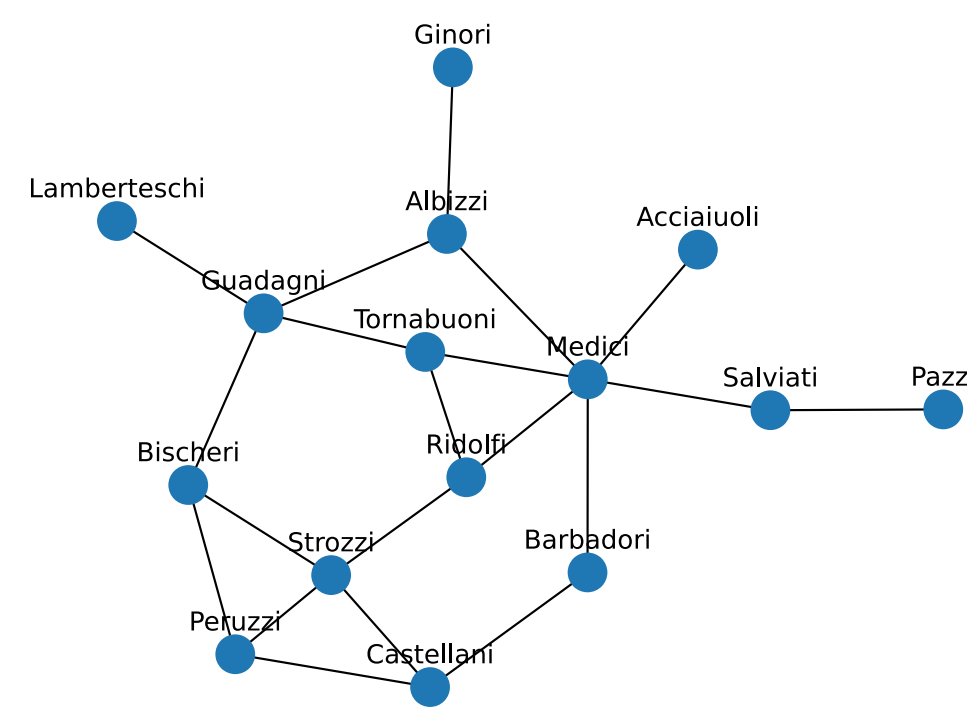 Ginori
Lamberteschi
Albizzi
Acciaiuoli
Guadagni
Tornabuoni
Medici
Salviati
Pazz
Bischeri
Ridolfi
Strozzi
Barbadori
Peruzzi
Castellani